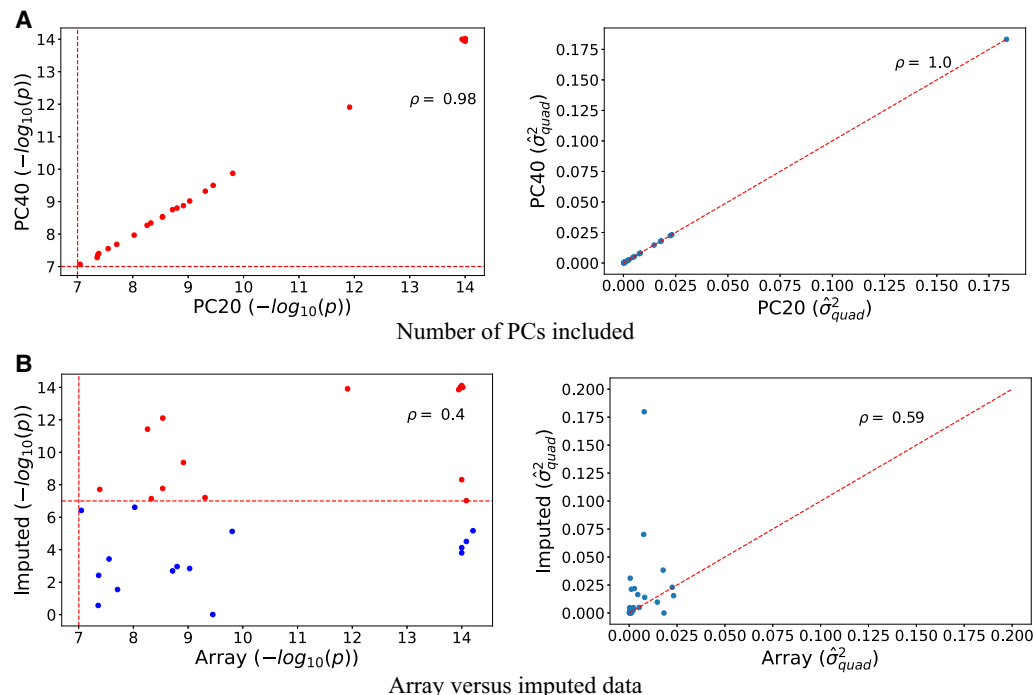 A
14
13
12
11
10
9
8
7
7 8 9 10 11 12 13 14
PC40 (−log₁₀(p))
PC20 (−log₁₀(p))
ρ = 0.98
0.175
0.150
0.125
0.100
0.075
0.050
0.025
0.000
0.000 0.025 0.050 0.075 0.100 0.125 0.150 0.175
PC40 (σ̂²quad)
PC20 (σ̂²quad)
ρ = 1.0
Number of PCs included
B
14
12
10
8
6
4
2
0
7 8 9 10 11 12 13 14
Imputed (−log₁₀(p))
Array (−log₁₀(p))
ρ = 0.4
0.200
0.175
0.150
0.125
0.100
0.075
0.050
0.025
0.000
0.000 0.025 0.050 0.075 0.100 0.125 0.150 0.175 0.200
Imputed (σ̂²quad)
Array (σ̂²quad)
ρ = 0.59
Array versus imputed data